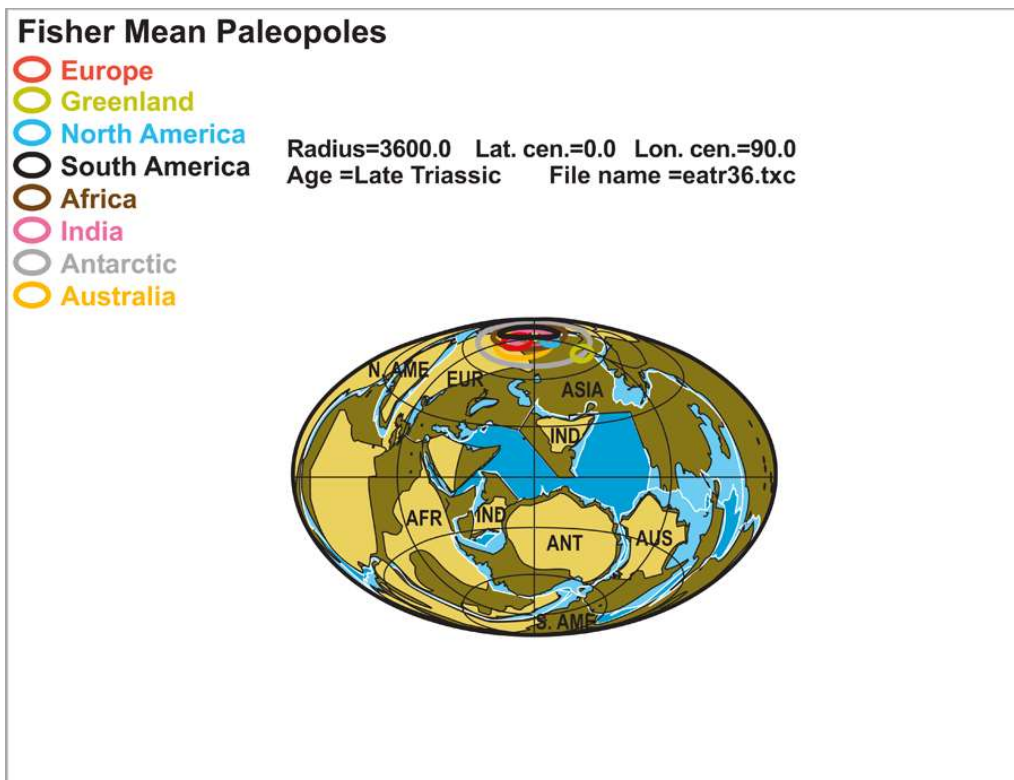 Fisher Mean Paleopoles
Europe
Greenland
North America
South America
Africa
India
Antarctic
Australia
Radius=3600.0 Lat. cen.=0.0 Lon. cen.=90.0
Age =Late Triassic File name =eatr36.txc
N. AME
EUR
ASIA
IND
AFR
IND
ANT
AUS
S. AME